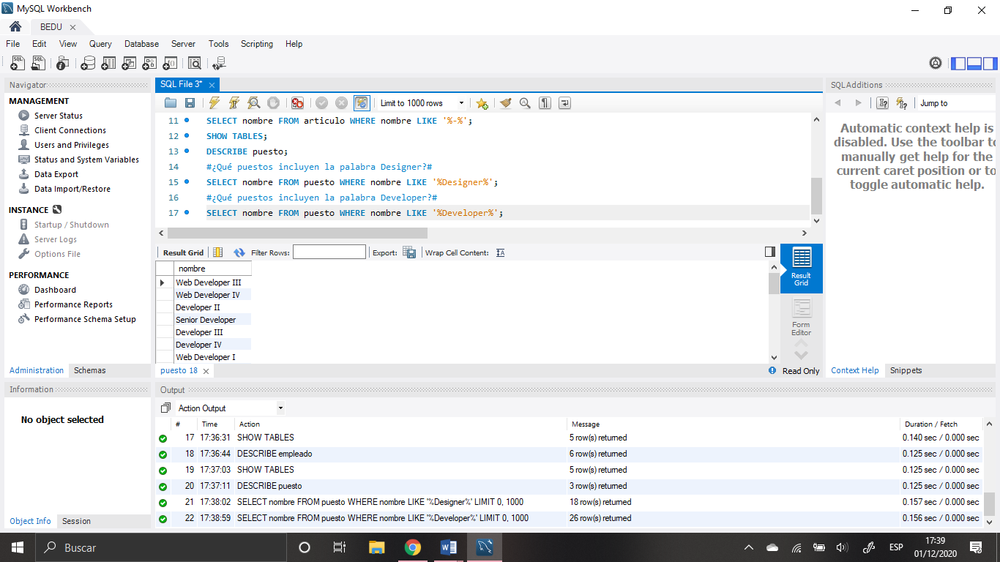 MySQL Workbench
BEDU
File Edit View Query Database Server Tools Scripting Help
Navigator
MANAGEMENT
Server Status
Client Connections
Users and Privileges
Status and System Variables
Data Export
Data Import/Restore
INSTANCE
Startup / Shutdown
Server Logs
Options File
PERFORMANCE
Dashboard
Performance Reports
Performance Schema Setup
Administration Schemas
Information
No object selected
Object Info Session
SQL File 3*
Limit to 1000 rows
11 SELECT nombre FROM articulo WHERE nombre LIKE '%-%';
12 SHOW TABLES;
13 DESCRIBE puesto;
14 #¿Qué puestos incluyen la palabra Designer?#
15 SELECT nombre FROM puesto WHERE nombre LIKE '%Designer%';
16 #¿Qué puestos incluyen la palabra Developer?#
17 SELECT nombre FROM puesto WHERE nombre LIKE '%Developer%';
Result Grid Filter Rows: Export: Wrap Cell Content:
nombre
Web Developer III
Web Developer IV
Developer II
Senior Developer
Developer III
Developer IV
Web Developer I
Result
Grid
Form
Editor
puesto 18
Read Only
SQLAdditions
Jump to
Automatic context help is
disabled. Use the toolbar to
manually get help for the
current caret position or to
toggle automatic help.
Context Help Snippets
Output
Action Output
# Time Action Message Duration / Fetch
17 17:36:31 SHOW TABLES 5 row(s) returned 0.140 sec / 0.000 sec
18 17:36:44 DESCRIBE empleado 6 row(s) returned 0.125 sec / 0.000 sec
19 17:37:03 SHOW TABLES 5 row(s) returned 0.125 sec / 0.000 sec
20 17:37:11 DESCRIBE puesto 3 row(s) returned 0.125 sec / 0.000 sec
21 17:38:02 SELECT nombre FROM puesto WHERE nombre LIKE '%Designer%' LIMIT 0, 1000 18 row(s) returned 0.157 sec / 0.000 sec
22 17:38:59 SELECT nombre FROM puesto WHERE nombre LIKE '%Developer%' LIMIT 0, 1000 26 row(s) returned 0.156 sec / 0.000 sec
Buscar
ESP
17:39
01/12/2020